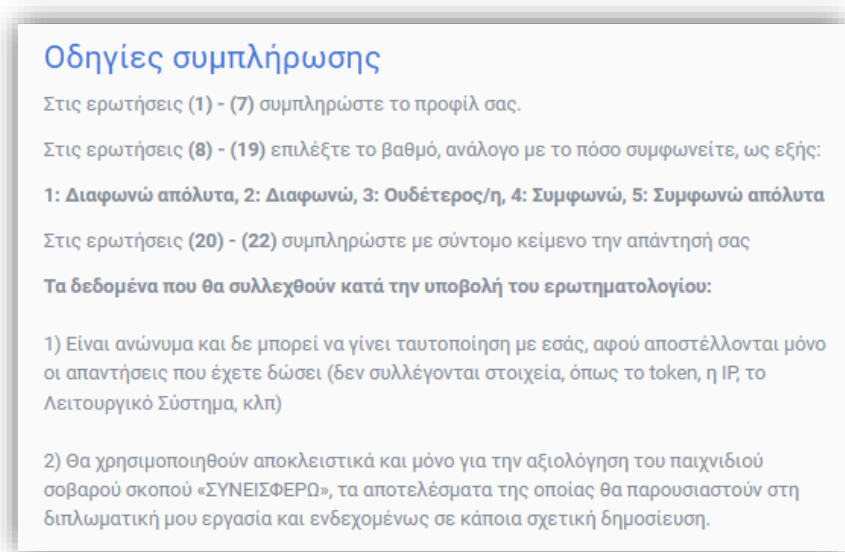 Οδηγίες συμπλήρωσης
Στις ερωτήσεις (1) - (7) συμπληρώστε το προφίλ σας.
Στις ερωτήσεις (8) - (19) επιλέξτε το βαθμό, ανάλογο με το πόσο συμφωνείτε, ως εξής:
1: Διαφωνώ απόλυτα, 2: Διαφωνώ, 3: Ουδέτερος/η, 4: Συμφωνώ, 5: Συμφωνώ απόλυτα
Στις ερωτήσεις (20) - (22) συμπληρώστε με σύντομο κείμενο την απάντησή σας
Τα δεδομένα που θα συλλεχθούν κατά την υποβολή του ερωτηματολογίου:
1) Είναι ανώνυμα και δε μπορεί να γίνει ταυτοποίηση με εσάς, αφού αποστέλλονται μόνο
οι απαντήσεις που έχετε δώσει (δεν συλλέγονται στοιχεία, όπως το token, η IP, το
Λειτουργικό Σύστημα, κλπ)
2) Θα χρησιμοποιηθούν αποκλειστικά και μόνο για την αξιολόγηση του παιχνιδιού
σοβαρού σκοπού «ΣΥΝΕΙΣΦΕΡΩ», τα αποτελέσματα της οποίας θα παρουσιαστούν στη
διπλωματική μου εργασία και ενδεχομένως σε κάποια σχετική δημοσίευση.